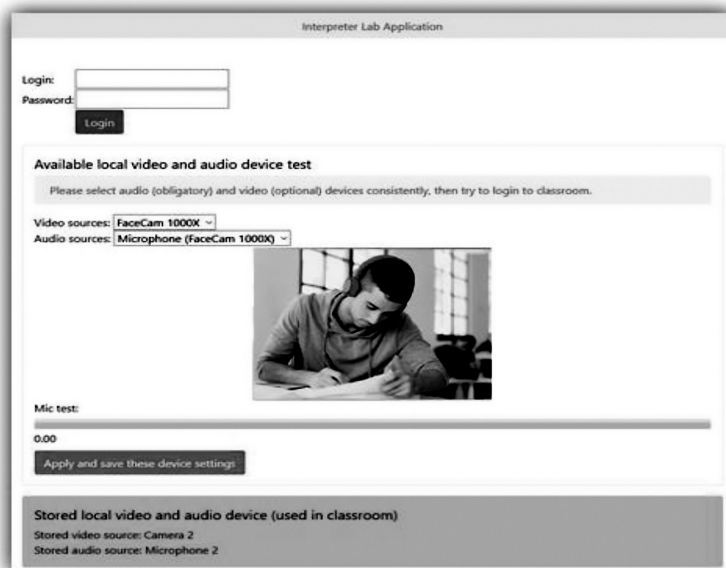 Interpreter Lab Application
Login:
Password:
Login
Available local video and audio device test
Please select audio (obligatory) and video (optional) devices consistently, then try to login to classroom.
Video sources: FaceCam 1000X
Audio sources: Microphone (FaceCam 1000X)
Mic test:
0.00
Apply and save these device settings
Stored local video and audio device (used in classroom)
Stored video source: Camera 2
Stored audio source: Microphone 2